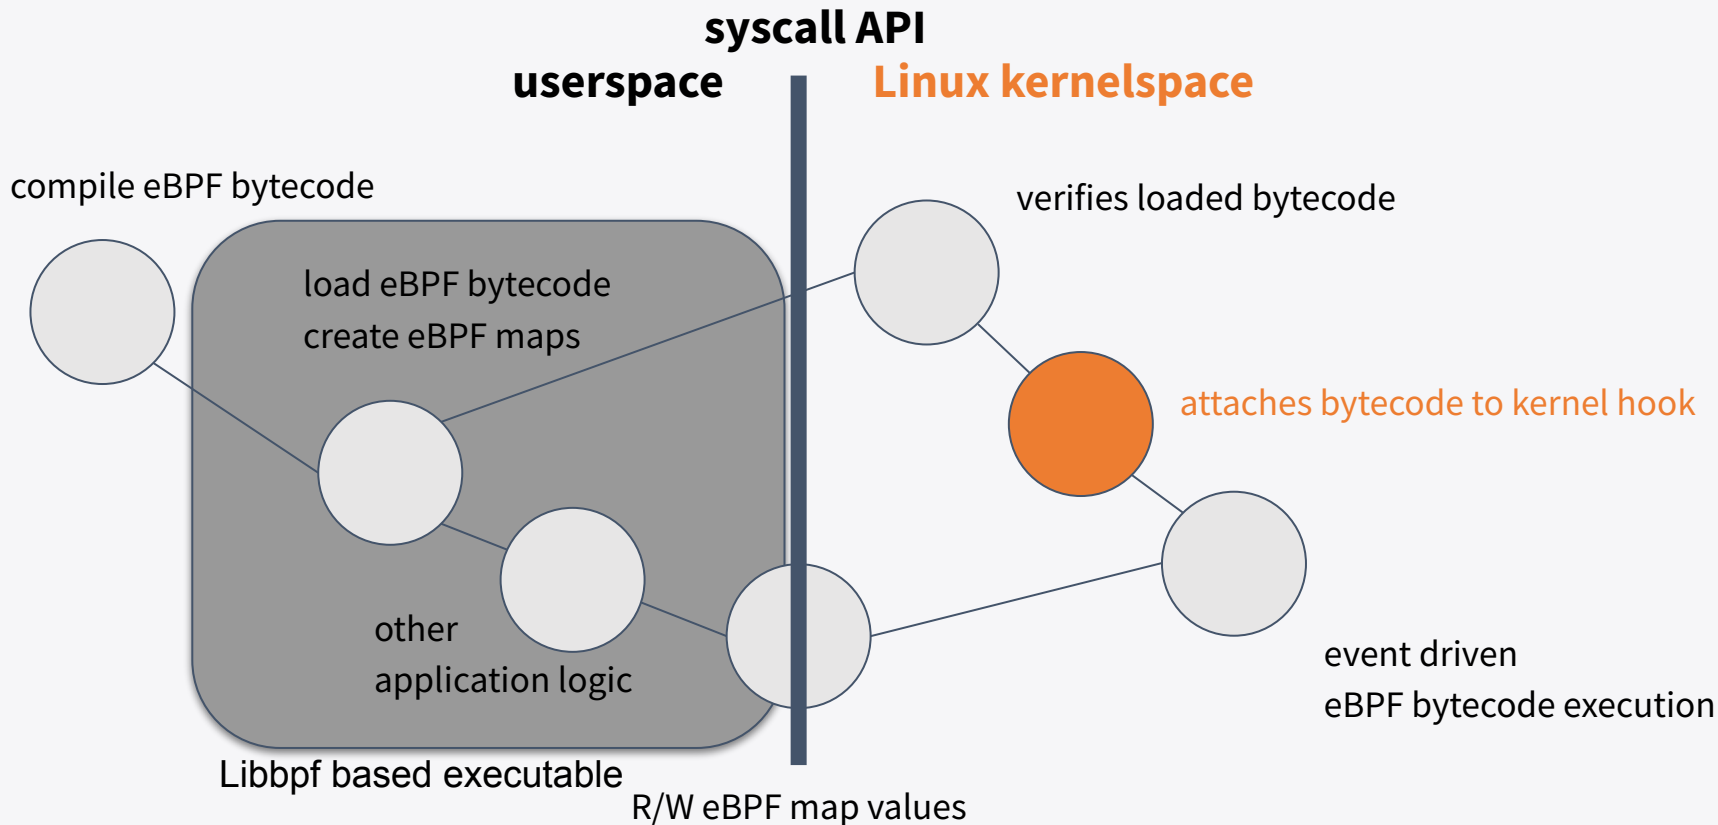 syscall API
userspace
Linux kernelspace
compile eBPF bytecode
verifies loaded bytecode
load eBPF bytecode
create eBPF maps
attaches bytecode to kernel hook
other
application logic
event driven
eBPF bytecode execution
Libbpf based executable
R/W eBPF map values